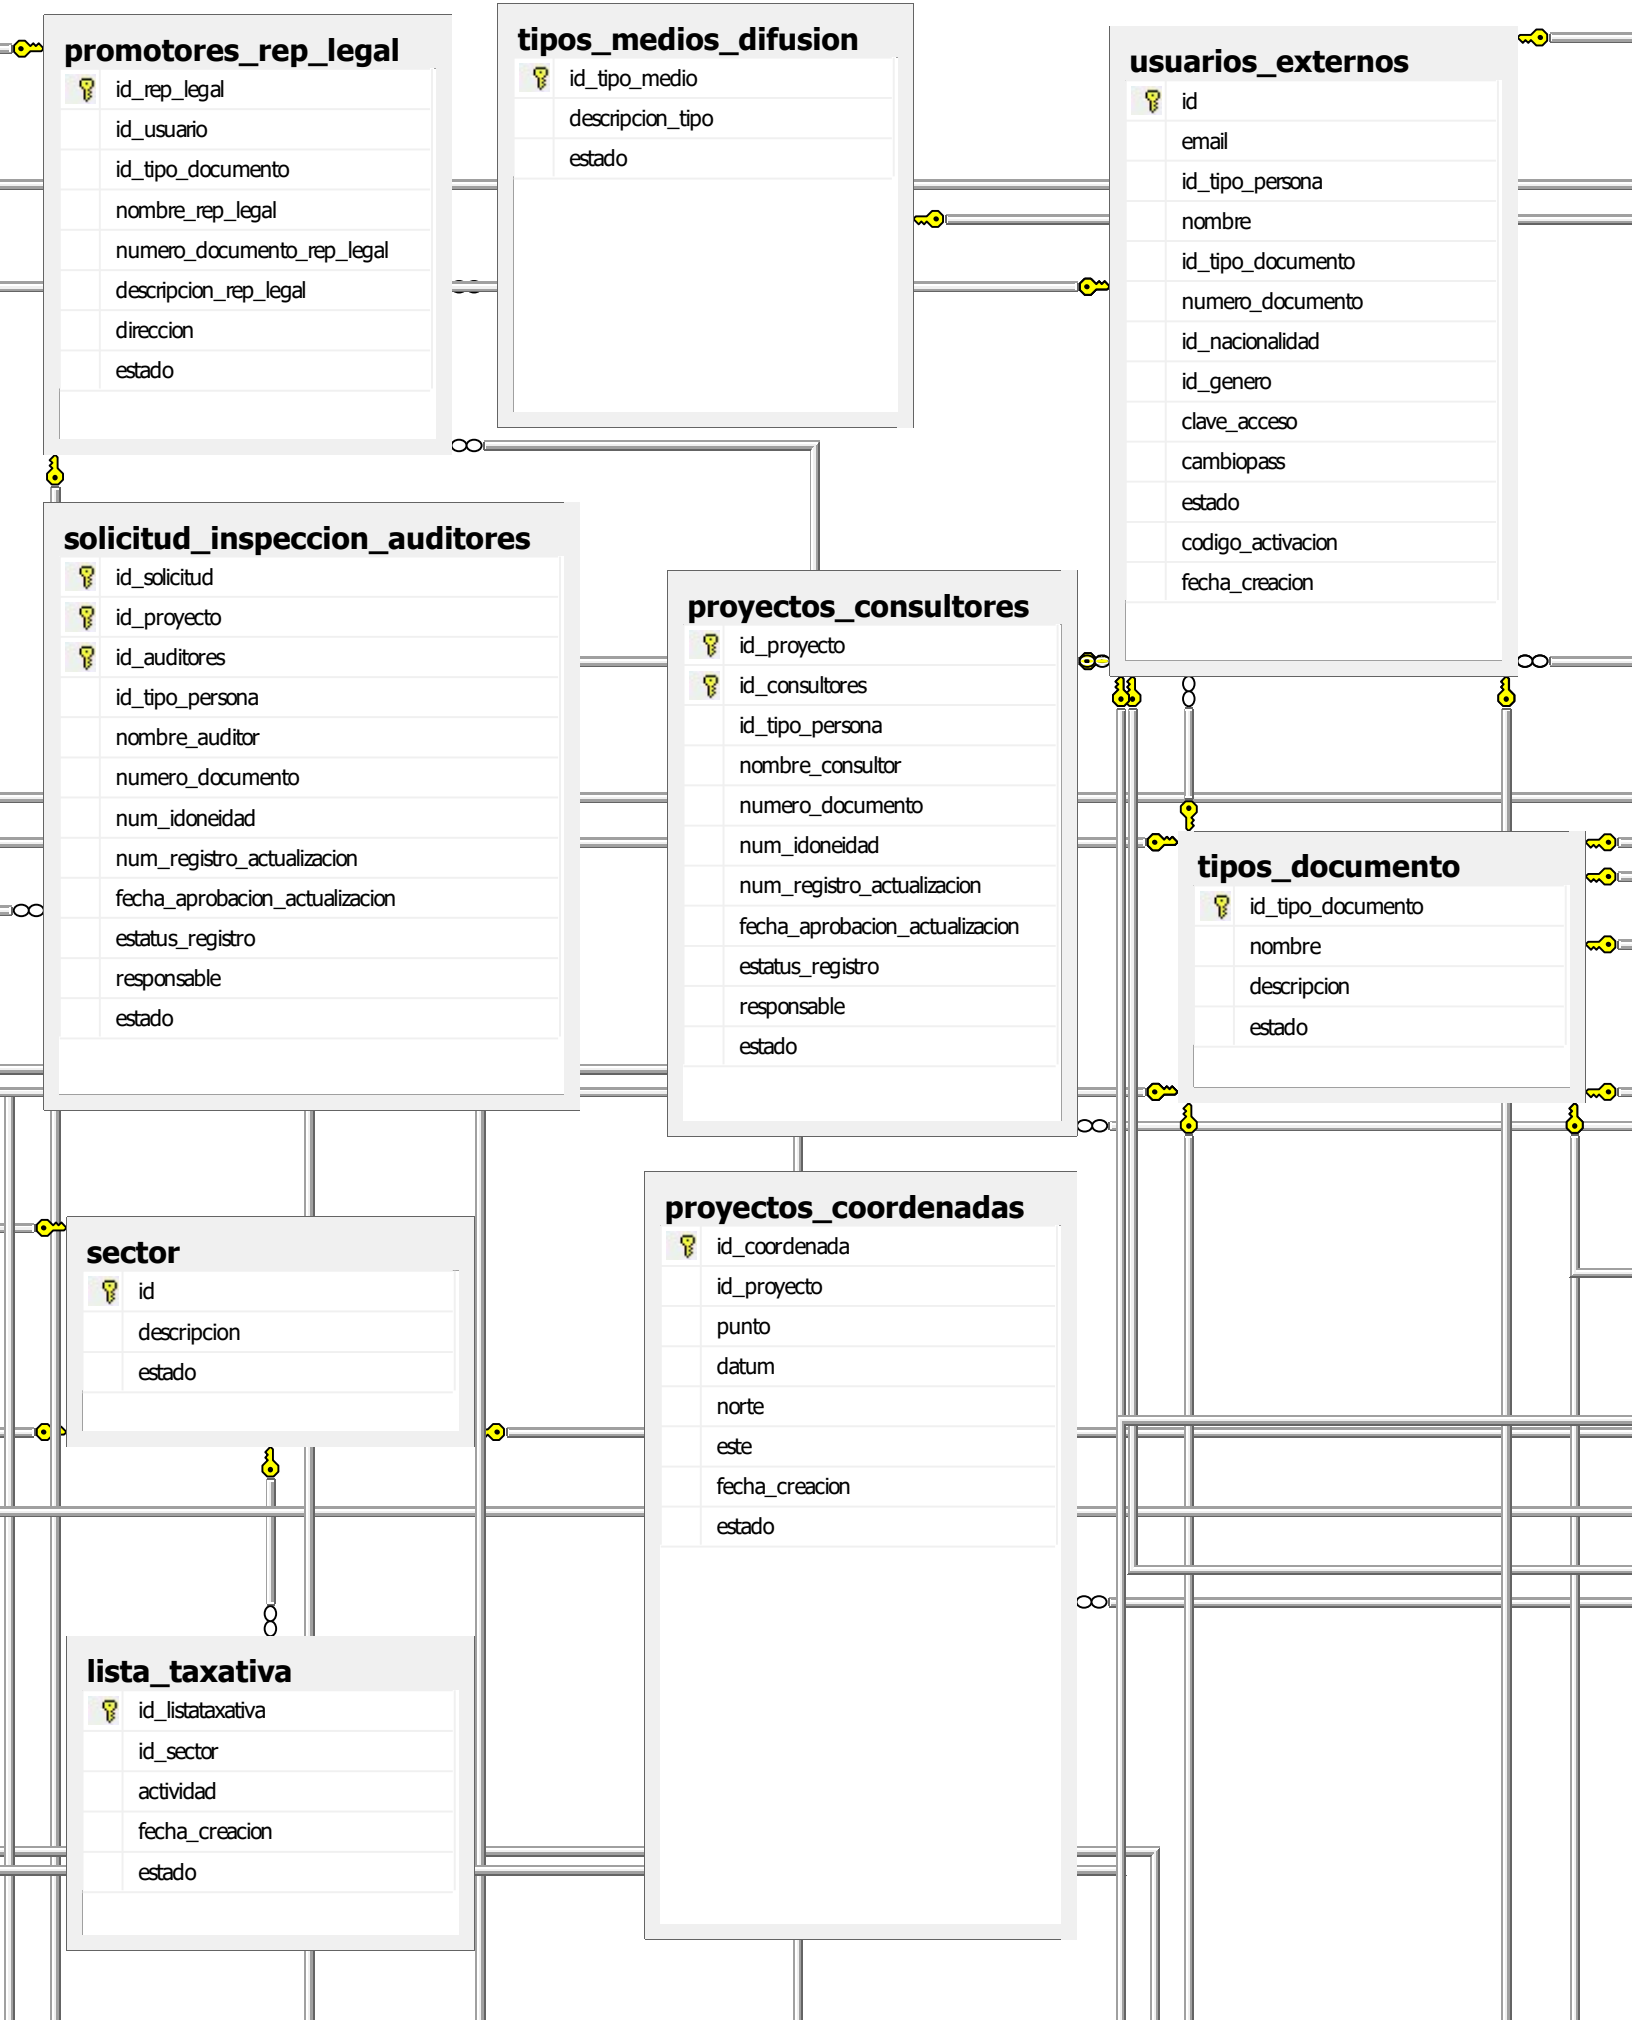 promotores_rep_legal
id_rep_legal
id_usuario
id_tipo_documento
nombre_rep_legal
numero_documento_rep_legal
descripcion_rep_legal
direccion
estado
tipos_medios_difusion
id_tipo_medio
descripcion_tipo
estado
usuarios_externos
id
email
id_tipo_persona
nombre
id_tipo_documento
numero_documento
id_nacionalidad
id_genero
clave_acceso
cambiopass
estado
codigo_activacion
fecha_creacion
solicitud_inspeccion_auditores
id_solicitud
id_proyecto
id_auditores
id_tipo_persona
nombre_auditor
numero_documento
num_idoneidad
num_registro_actualizacion
fecha_aprobacion_actualizacion
estatus_registro
responsable
estado
proyectos_consultores
id_proyecto
id_consultores
id_tipo_persona
nombre_consultor
numero_documento
num_idoneidad
num_registro_actualizacion
fecha_aprobacion_actualizacion
estatus_registro
responsable
estado
tipos_documento
id_tipo_documento
nombre
descripcion
estado
sector
id
descripcion
estado
proyectos_coordenadas
id_coordenada
id_proyecto
punto
datum
norte
este
fecha_creacion
estado
lista_taxativa
id_listataxativa
id_sector
actividad
fecha_creacion
estado